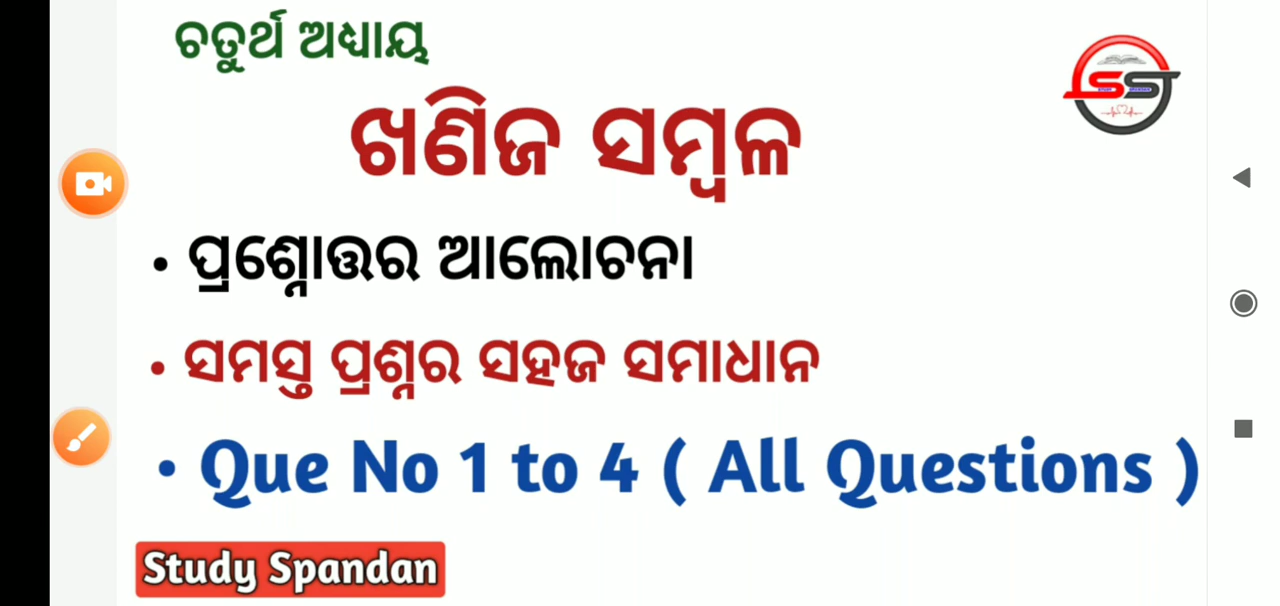 ଚତୁର୍ଥ ଅଧ୍ୟାୟ
ଖଣିଜ ସମ୍ବଳ
• ପ୍ରଶ୍ନୋତ୍ତର ଆଲୋଚନା
• ସମସ୍ତ ପ୍ରଶ୍ନର ସହଜ ସମାଧାନ
• Que No 1 to 4 ( All Questions )
Study Spandan